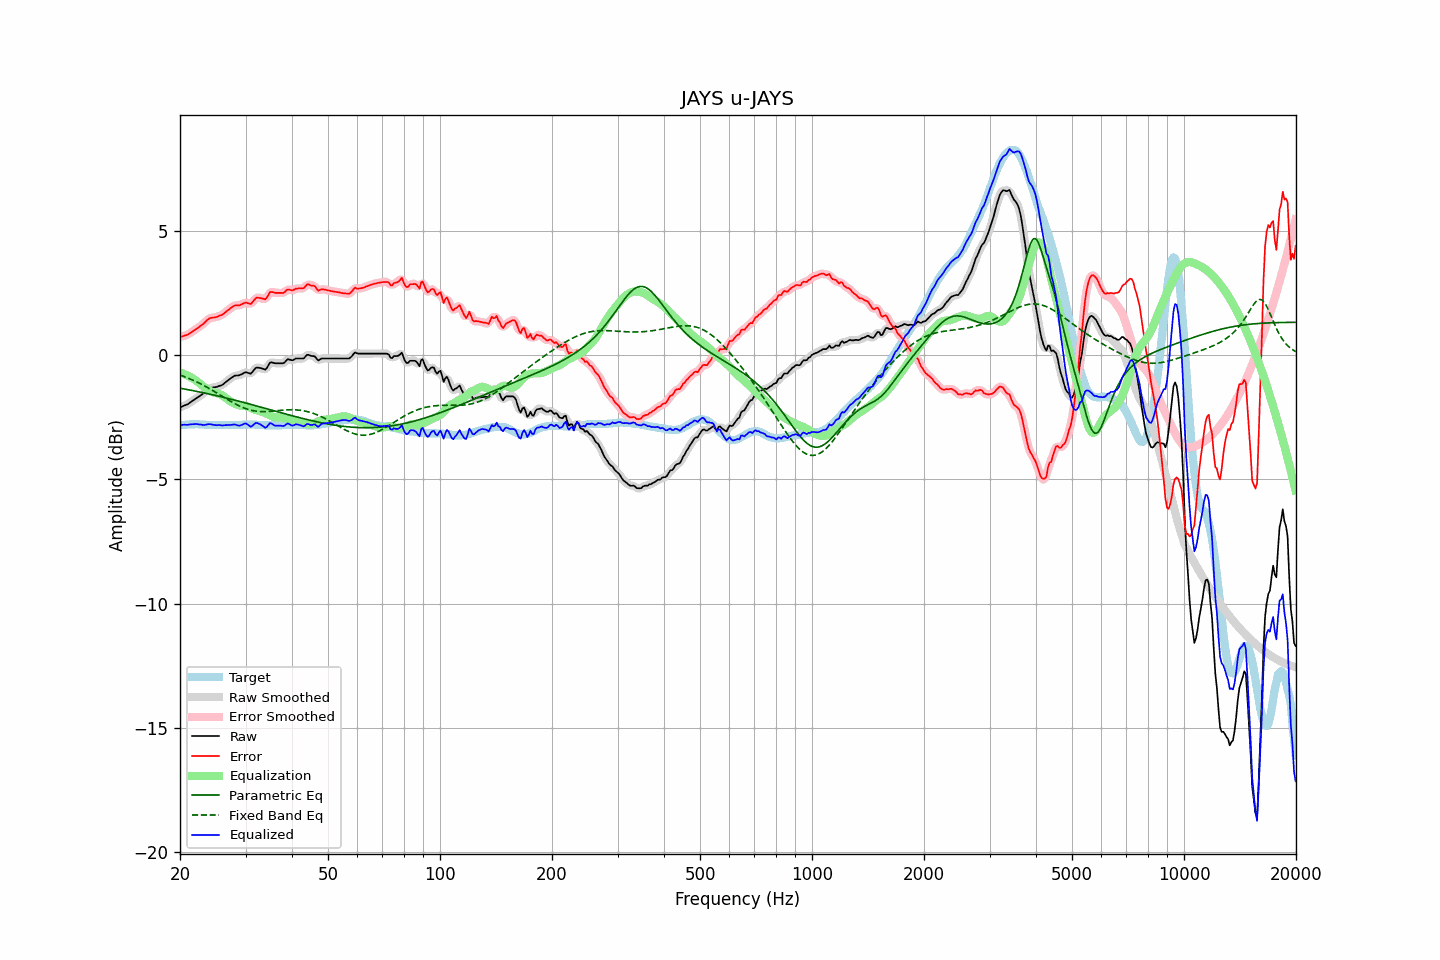 JAYS u-JAYS
Amplitude (dBr)
5
0
−5
−10
−15
−20
Target
Raw Smoothed
Error Smoothed
Raw
Error
Equalization
Parametric Eq
Fixed Band Eq
Equalized
20 50 100 200 500 1000 2000 5000 10000 20000
Frequency (Hz)